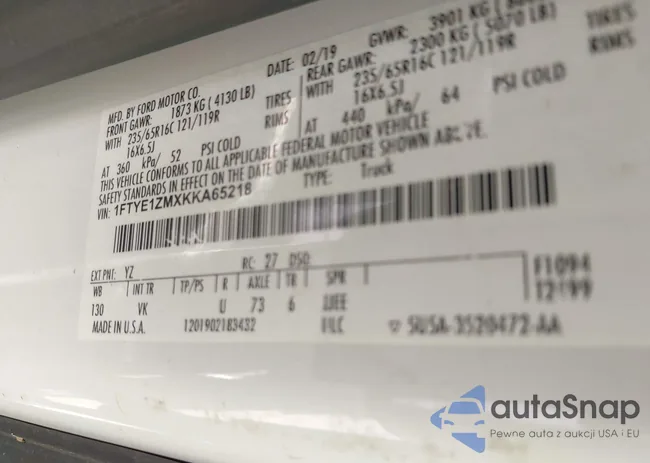 MFD. BY FORD MOTOR CO.
DATE: 02/19
GVWR: 3901 KG
FRONT GAWR: 1873 KG (4130 LB)
REAR GAWR: 2300 KG (5070 LB)
WITH 235/65R16C 121/119R TIRES
WITH 235/65R16C 121/119R TIRES
16X6.5J RIMS
16X6.5J RIMS
AT 360 kPa/ 52 PSI COLD
AT 440 kPa/ 64 PSI COLD
THIS VEHICLE CONFORMS TO ALL APPLICABLE FEDERAL MOTOR VEHICLE
SAFETY STANDARDS IN EFFECT ON THE DATE OF MANUFACTURE SHOWN ABOVE.
VIN: 1FTYE1ZMXKKA65218
TYPE: Truck
EXT PNT: YZ RC: 27 DSO:
WB INT TR TP/PS R AXLE TR SPR
130 VK U 73 6
MADE IN U.S.A. 1201902183432
5U5A-3520472-AA
autaSnap
Pewne auta z aukcji USA i EU